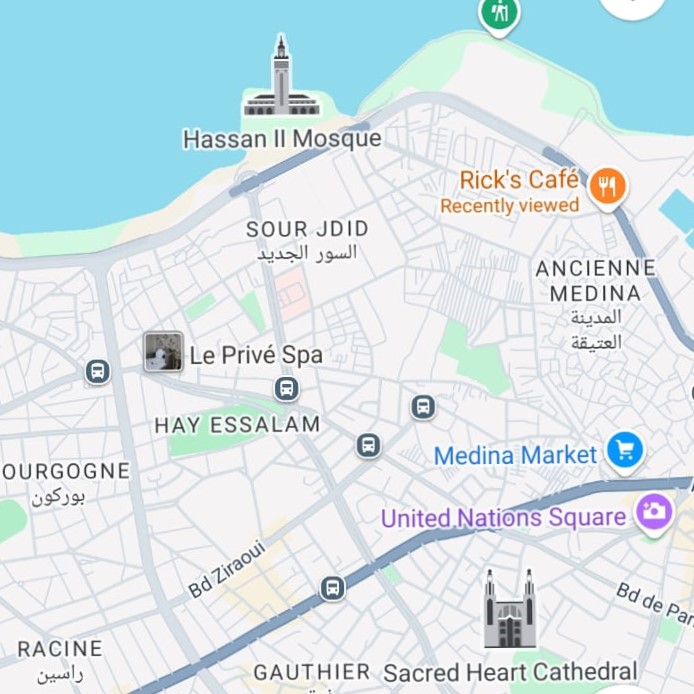 Hassan II Mosque
Rick's Café
Recently viewed
SOUR JDID
السور الجديد
ANCIENNE
MEDINA
المدينة
العتيقة
Le Privé Spa
HAY ESSALAM
Medina Market
OURGOGNE
بوركون
United Nations Square
Bd Ziraoui
Bd de Par
RACINE
راسين
GAUTHIER
Sacred Heart Cathedral